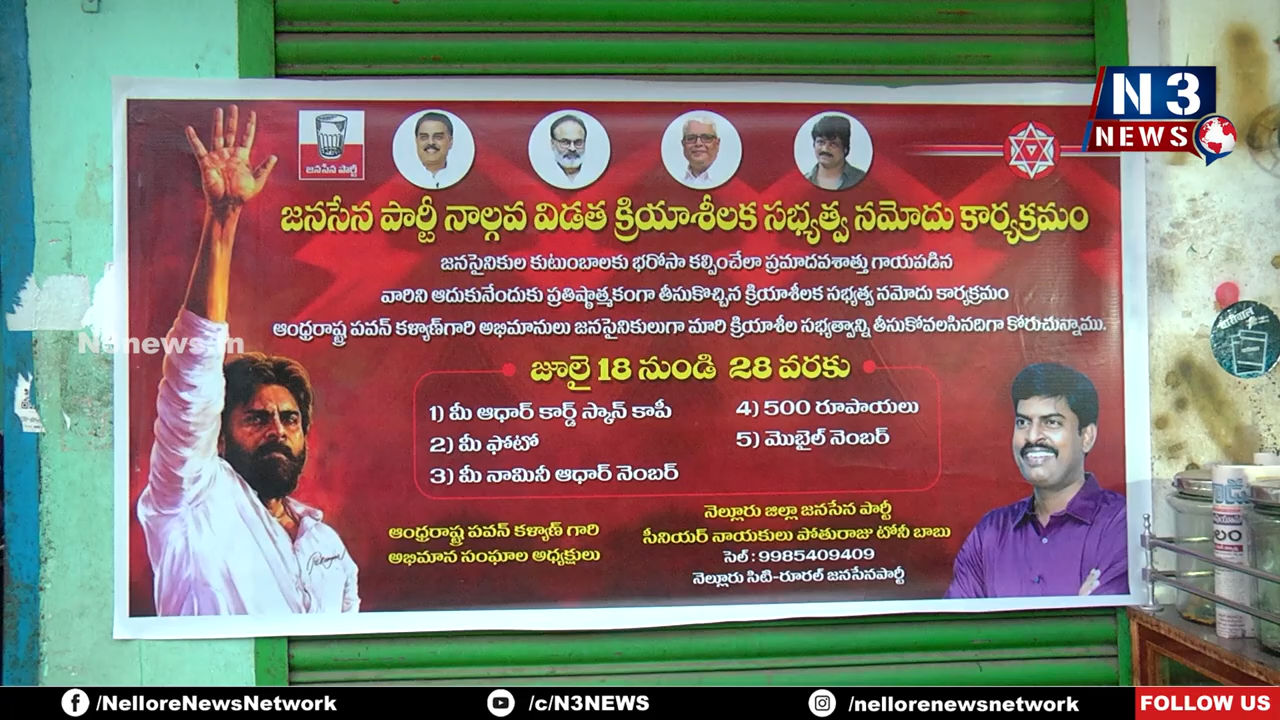 N 3
NEWS
జనసేన పార్టీ
జనసేన పార్టీ నాల్గవ విడత క్రియాశీలక సభ్యత్వ నమోదు కార్యక్రమం
జనసైనికుల కుటుంబాలకు భరోసా కల్పించేలా ప్రమాదవశాత్తు గాయపడిన
వారిని ఆదుకునేందుకు ప్రతిష్ఠాత్మకంగా తీసుకొచ్చిన క్రియాశీలక సభ్యత్వ నమోదు కార్యక్రమం
ఆంధ్రరాష్ట్ర పవన్ కళ్యాణ్‌గారి అభిమానులు జనసైనికులుగా మారి క్రియాశీల సభ్యత్వాన్ని తీసుకోవలసినదిగా కోరుచున్నాము.
N3news.in
జూలై 18 నుండి 28 వరకు
1) మీ ఆధార్ కార్డ్ స్కాన్ కాపీ
2) మీ ఫోటో
3) మీ నామినీ ఆధార్ నెంబర్
4) 500 రూపాయలు
5) మొబైల్ నెంబర్
ఆంధ్రరాష్ట్ర పవన్ కళ్యాణ్ గారి
అభిమాన సంఘాల అధ్యక్షులు
నెల్లూరు జిల్లా జనసేన పార్టీ
సీనియర్ నాయకులు పోతురాజు టోనీ బాబు
సెల్ : 9985409409
నెల్లూరు సిటి-రూరల్ జనసేనపార్టీ
/NelloreNewsNetwork
/c/N3NEWS
/nellorenewsnetwork
FOLLOW US